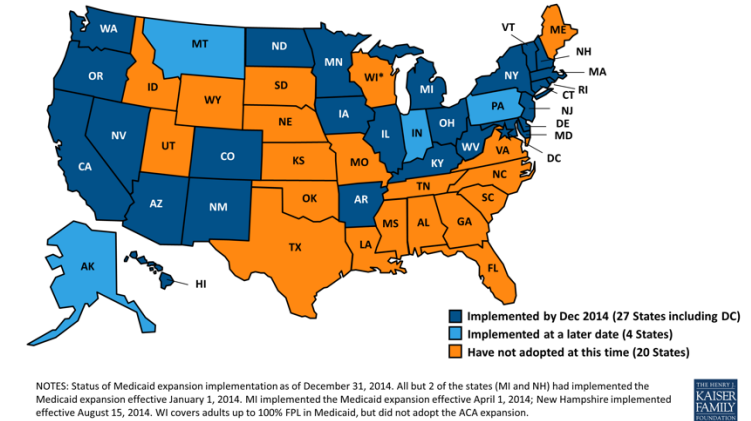 WA
MT
ND
MN
VT
ME
NH
OR
ID
SD
WI*
NY
MA
WY
MI
RI
CT
IA
PA
NJ
NE
NV
UT
IL
IN
OH
DE
MD
CO
WV
VA
DC
CA
KS
MO
KY
NC
AZ
NM
OK
AR
TN
SC
MS
AL
GA
TX
LA
AK
HI
FL
Implemented by Dec 2014 (27 States including DC)
Implemented at a later date (4 States)
Have not adopted at this time (20 States)
NOTES: Status of Medicaid expansion implementation as of December 31, 2014. All but 2 of the states (MI and NH) had implemented the
Medicaid expansion effective January 1, 2014. MI implemented the Medicaid expansion effective April 1, 2014; New Hampshire implemented
effective August 15, 2014. WI covers adults up to 100% FPL in Medicaid, but did not adopt the ACA expansion.
THE HENRY J.
KAISER
FAMILY
FOUNDATION